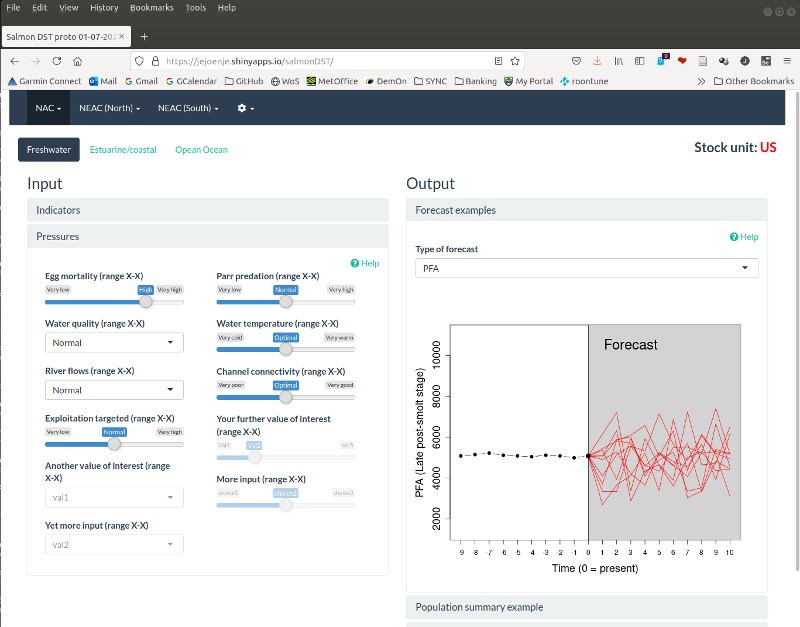 File Edit View History Bookmarks Tools Help
Salmon DST proto 01-07-202 × +
https://jejoenje.shinyapps.io/salmonDST/
Garmin Connect Mail Gmail GCalendar GitHub WoS MetOffice DemOn SYNC Banking My Portal roontune Other Bookmarks
NAC NEAC (North) NEAC (South)
Freshwater Estuarine/coastal Opean Ocean Stock unit: US
Input
Indicators
Pressures
Help
Egg mortality (range X-X)
Very low High Very high
Water quality (range X-X)
Normal
River flows (range X-X)
Normal
Exploitation targeted (range X-X)
Very low Normal Very high
Another value of interest (range
X-X)
val1
Yet more input (range X-X)
val2
Parr predation (range X-X)
Very low Normal Very high
Water temperature (range X-X)
Very cold Optimal Very warm
Channel connectivity (range X-X)
Very poor Optimal Very good
Your further value of interest
(range X-X)
Val1 Val2 Val5
More input (range X-X)
choice1 choice2 choice3
Output
Forecast examples
Help
Type of forecast
PFA
Forecast
PFA (Late post-smolt stage)
10000
8000
6000
4000
2000
-9 -8 -7 -6 -5 -4 -3 -2 -1 0 1 2 3 4 5 6 7 8 9 10
Time (0 = present)
Population summary example